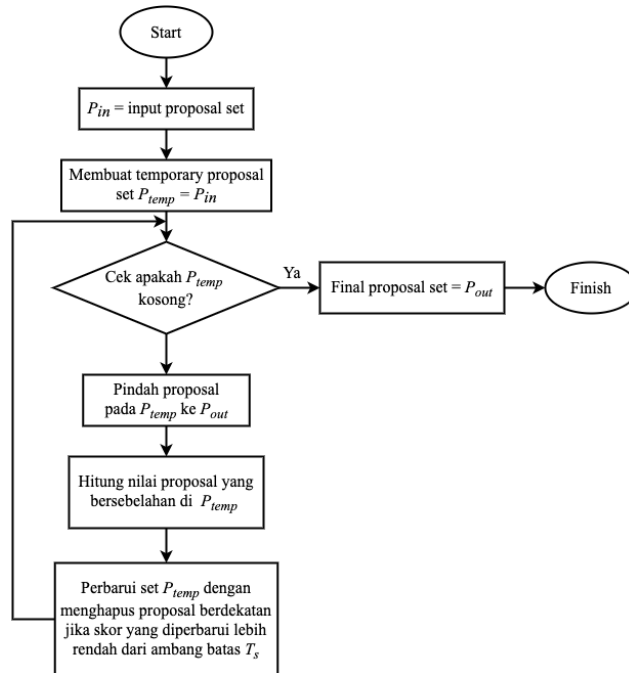 Start
P_in = input proposal set
Membuat temporary proposal
set P_temp = P_in
Cek apakah P_temp
kosong?
Ya
Final proposal set = P_out
Finish
Pindah proposal
pada P_temp ke P_out
Hitung nilai proposal yang
bersebelahan di P_temp
Perbarui set P_temp dengan
menghapus proposal berdekatan
jika skor yang diperbarui lebih
rendah dari ambang batas T_s